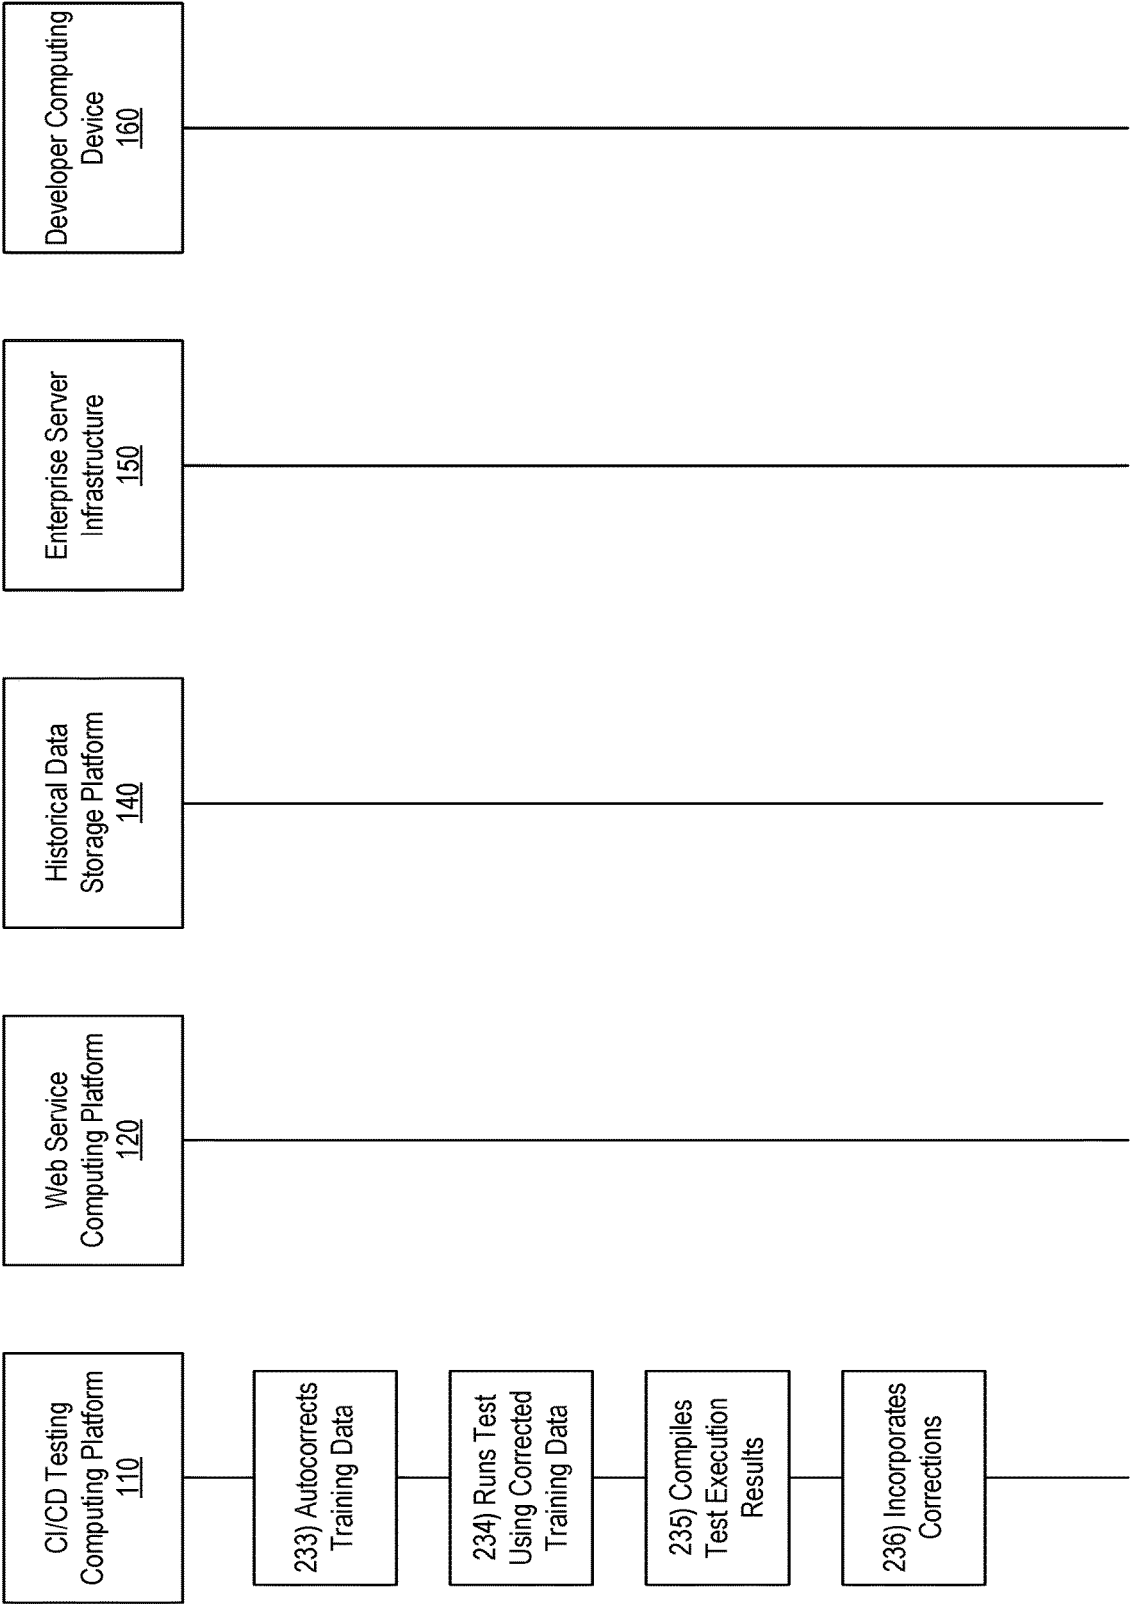 CI/CD Testing
Computing Platform
110
Web Service
Computing Platform
120
Historical Data
Storage Platform
140
Enterprise Server
Infrastructure
150
Developer Computing
Device
160
233) Autocorrects
Training Data
234) Runs Test
Using Corrected
Training Data
235) Compiles
Test Execution
Results
236) Incorporates
Corrections